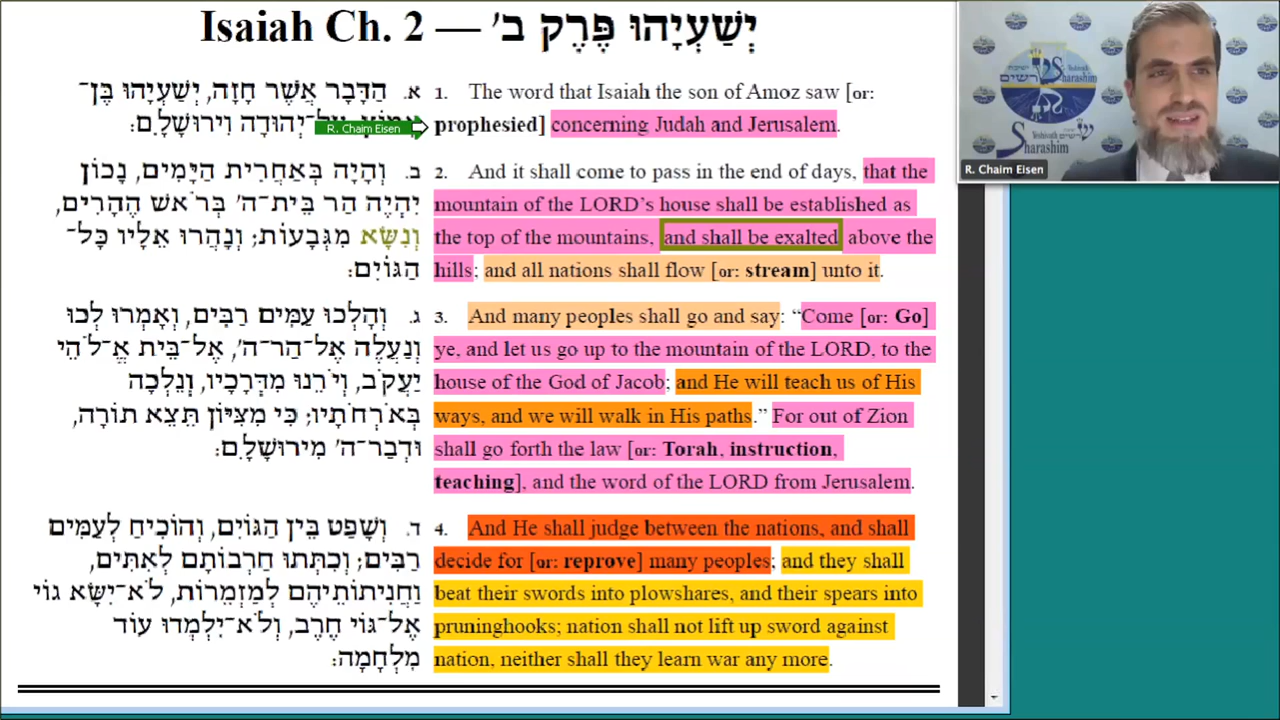 Isaiah Ch. 2 — יְשַׁעְיָהוּ פֶּרֶק ב׳
א. הַדָּבָר אֲשֶׁר חָזָה, יְשַׁעְיָהוּ בֶּן־
יְהוּדָה וִירוּשָׁלִָם:
ב. וְהָיָה בְּאַחֲרִית הַיָּמִים, נָכוֹן
יִהְיֶה הַר בֵּית־ה׳ בְּרֹאשׁ הֶהָרִים,
וְנִשָּׂא מִגְּבָעוֹת; וְנָהֲרוּ אֵלָיו כׇּל־
הַגּוֹיִם:
ג. וְהָלְכוּ עַמִּים רַבִּים, וְאָמְרוּ לְכוּ
וְנַעֲלֶה אֶל־הַר־ה׳, אֶל־בֵּית אֱ־לֹהֵי
יַעֲקֹב, וְיֹרֵנוּ מִדְּרָכָיו, וְנֵלְכָה
בְּאֹרְחֹתָיו; כִּי מִצִּיּוֹן תֵּצֵא תוֹרָה,
וּדְבַר־ה׳ מִירוּשָׁלִָם:
ד. וְשָׁפַט בֵּין הַגּוֹיִם, וְהוֹכִיחַ לְעַמִּים
רַבִּים; וְכִתְּתוּ חַרְבוֹתָם לְאִתִּים,
וַחֲנִיתוֹתֵיהֶם לְמַזְמֵרוֹת, לֹא־יִשָּׂא גוֹי
אֶל־גּוֹי חֶרֶב, וְלֹא־יִלְמְדוּ עוֹד
מִלְחָמָה:
1. The word that Isaiah the son of Amoz saw [or:
prophesied] concerning Judah and Jerusalem.
2. And it shall come to pass in the end of days, that the
mountain of the LORD’s house shall be established as
the top of the mountains, and shall be exalted above the
hills; and all nations shall flow [or: stream] unto it.
3. And many peoples shall go and say: “Come [or: Go]
ye, and let us go up to the mountain of the LORD, to the
house of the God of Jacob; and He will teach us of His
ways, and we will walk in His paths.” For out of Zion
shall go forth the law [or: Torah, instruction,
teaching], and the word of the LORD from Jerusalem.
4. And He shall judge between the nations, and shall
decide for [or: reprove] many peoples; and they shall
beat their swords into plowshares, and their spears into
pruninghooks; nation shall not lift up sword against
nation, neither shall they learn war any more.
R. Chaim Eisen
Yeshivath
Sharashim
R. Chaim Eisen